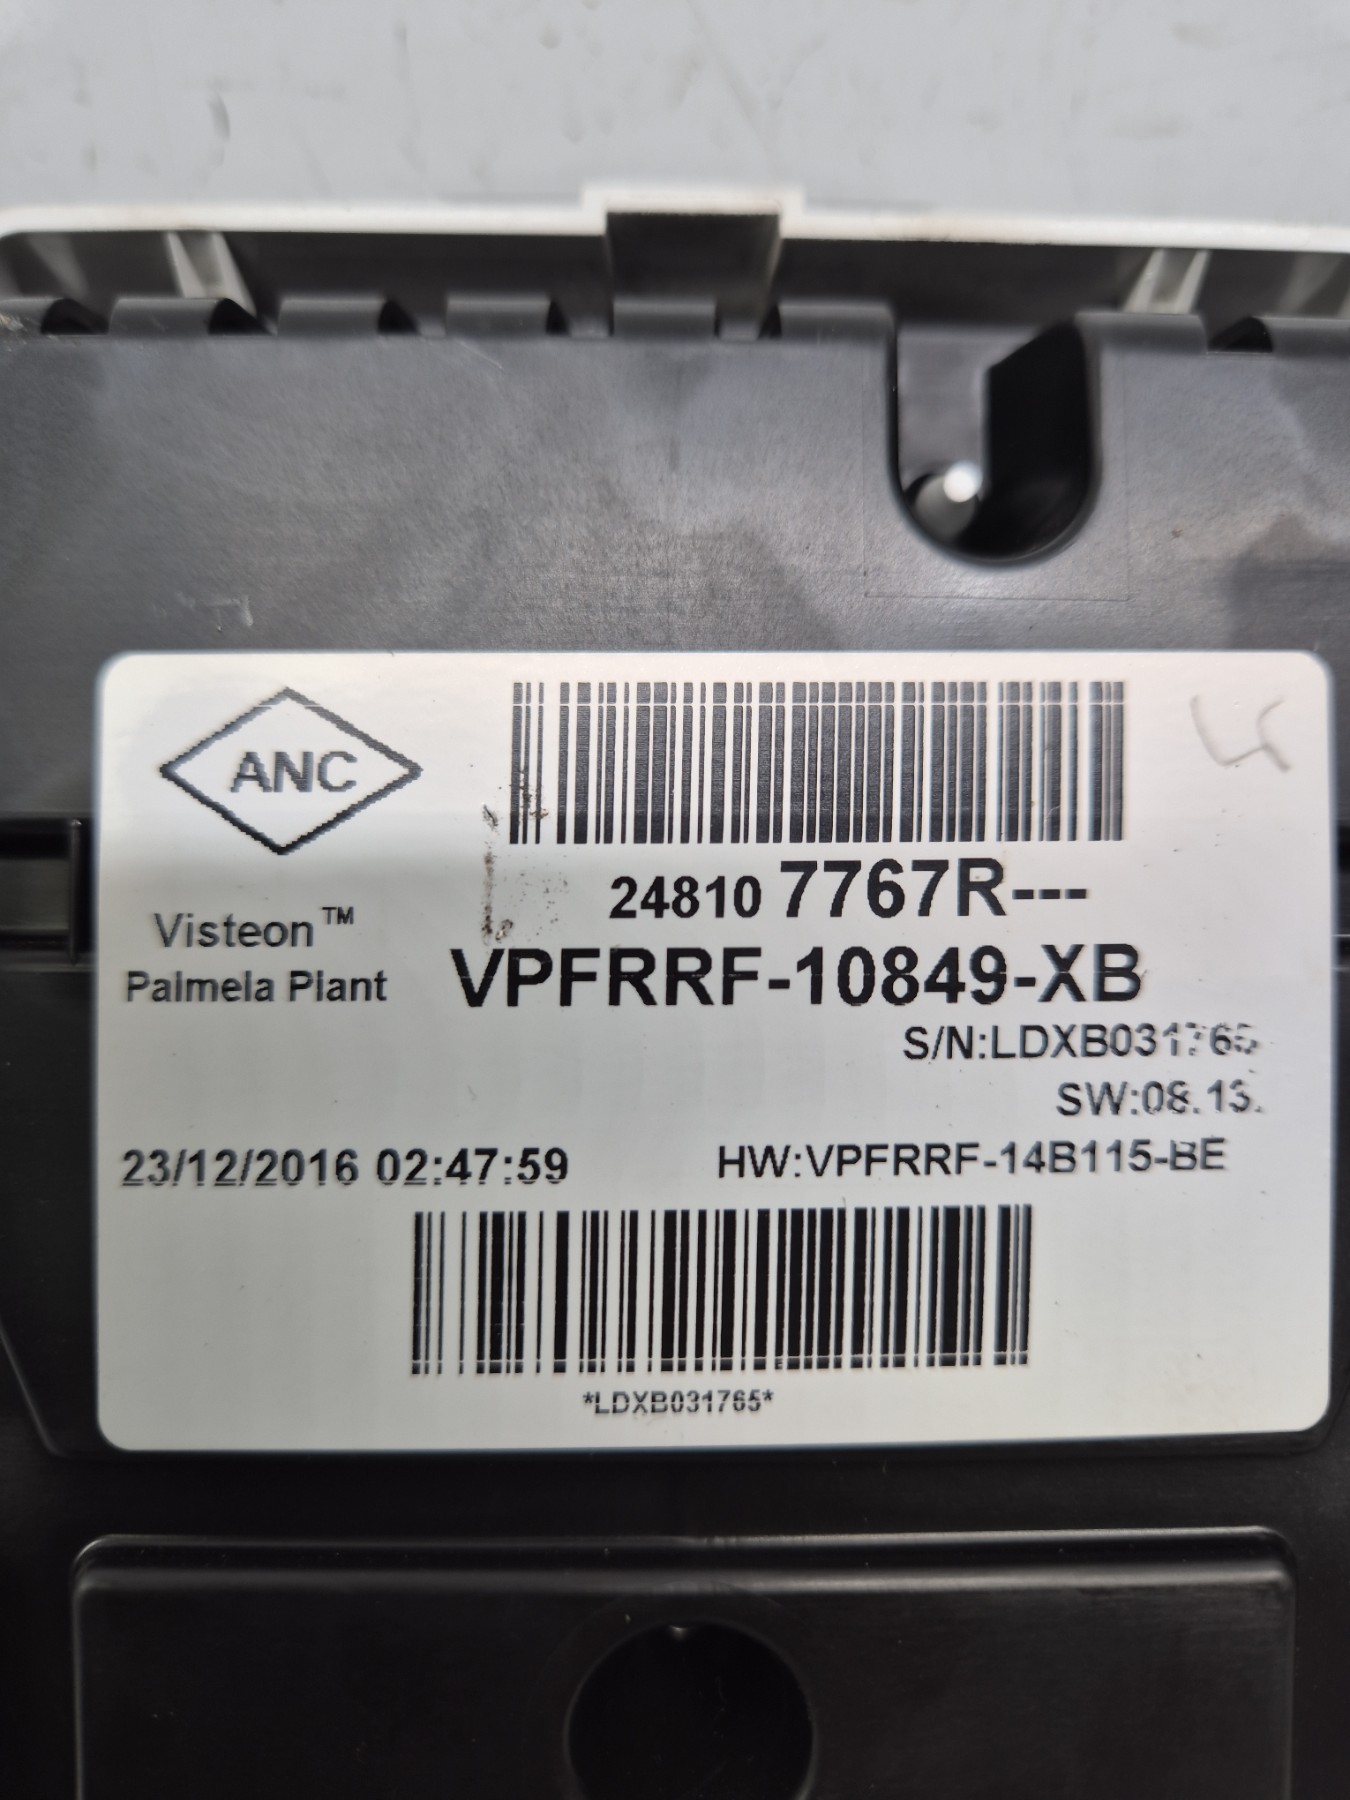 ANC
24810 7767R---
Visteon™
Palmela Plant
VPFRRF-10849-XB
S/N:LDXB031765
SW:08.13.
23/12/2016 02:47:59
HW:VPFRRF-14B115-BE
*LDXB031765*